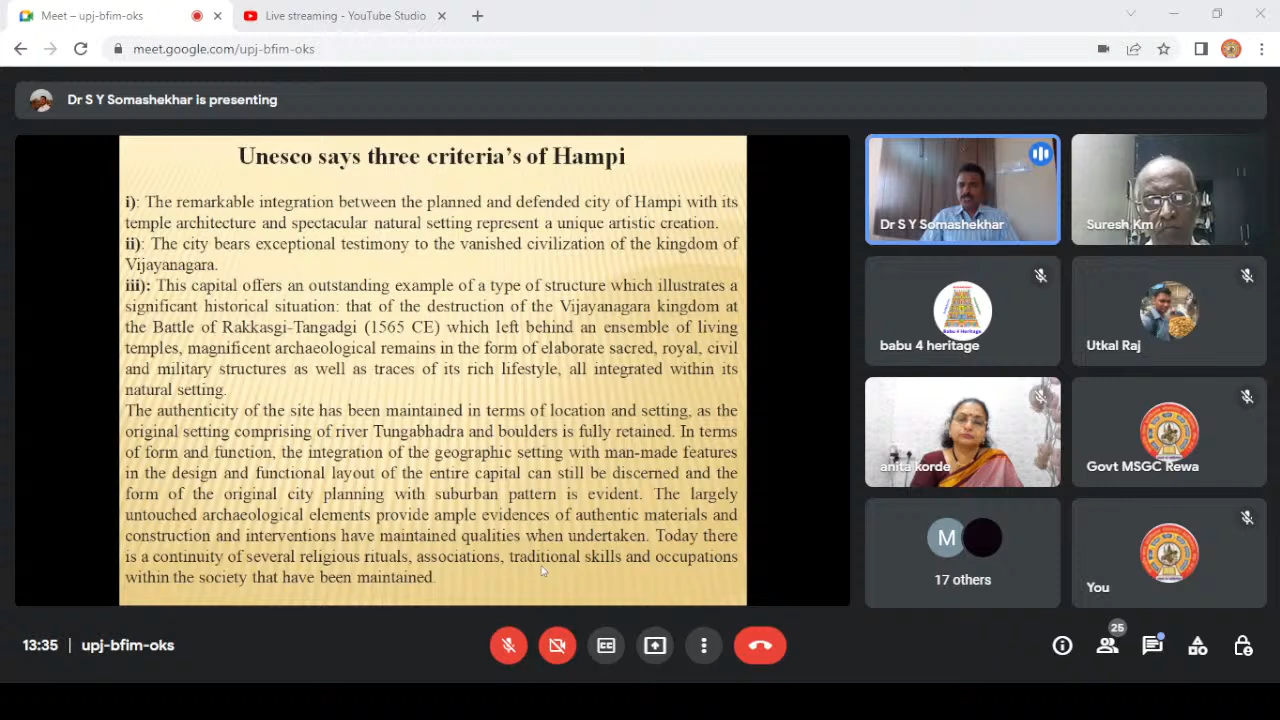 Meet – upj-bfim-oks
Live streaming - YouTube Studio
meet.google.com/upj-bfim-oks
Dr S Y Somashekhar is presenting
Unesco says three criteria's of Hampi
i): The remarkable integration between the planned and defended city of Hampi with its
temple architecture and spectacular natural setting represent a unique artistic creation.
ii): The city bears exceptional testimony to the vanished civilization of the kingdom of
Vijayanagara.
iii): This capital offers an outstanding example of a type of structure which illustrates a
significant historical situation: that of the destruction of the Vijayanagara kingdom at
the Battle of Rakkasgi-Tangadgi (1565 CE) which left behind an ensemble of living
temples, magnificent archaeological remains in the form of elaborate sacred, royal, civil
and military structures as well as traces of its rich lifestyle, all integrated within its
natural setting.
The authenticity of the site has been maintained in terms of location and setting, as the
original setting comprising of river Tungabhadra and boulders is fully retained. In terms
of form and function, the integration of the geographic setting with man-made features
in the design and functional layout of the entire capital can still be discerned and the
form of the original city planning with suburban pattern is evident. The largely
untouched archaeological elements provide ample evidences of authentic materials and
construction and interventions have maintained qualities when undertaken. Today there
is a continuity of several religious rituals, associations, traditional skills and occupations
within the society that have been maintained.
Dr S Y Somashekhar
Suresh Km
Babu 4 Heritage
babu 4 heritage
Utkal Raj
anita korde
Govt MSGC Rewa
M
17 others
You
13:35 | upj-bfim-oks
CC
25